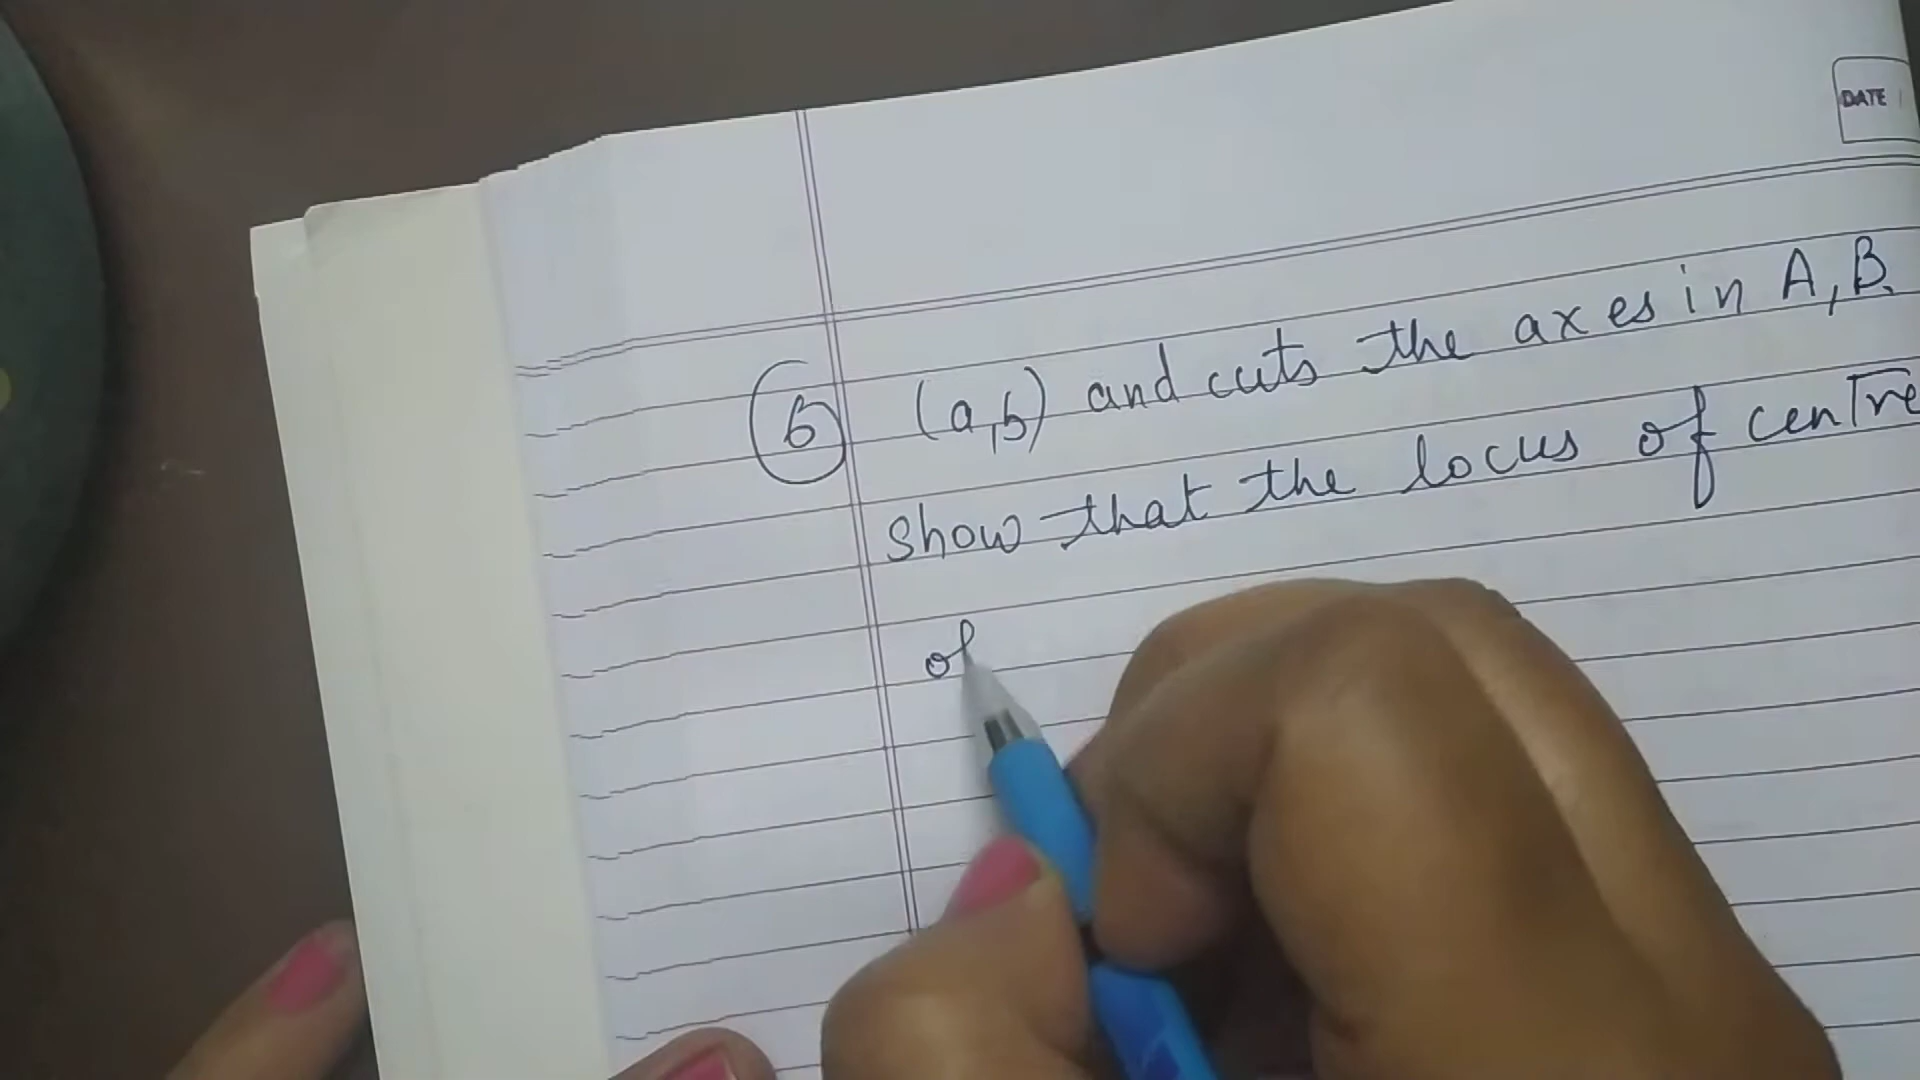 DATE
6 (a,b) and cuts the axes in A, B.
show that the locus of centre
of